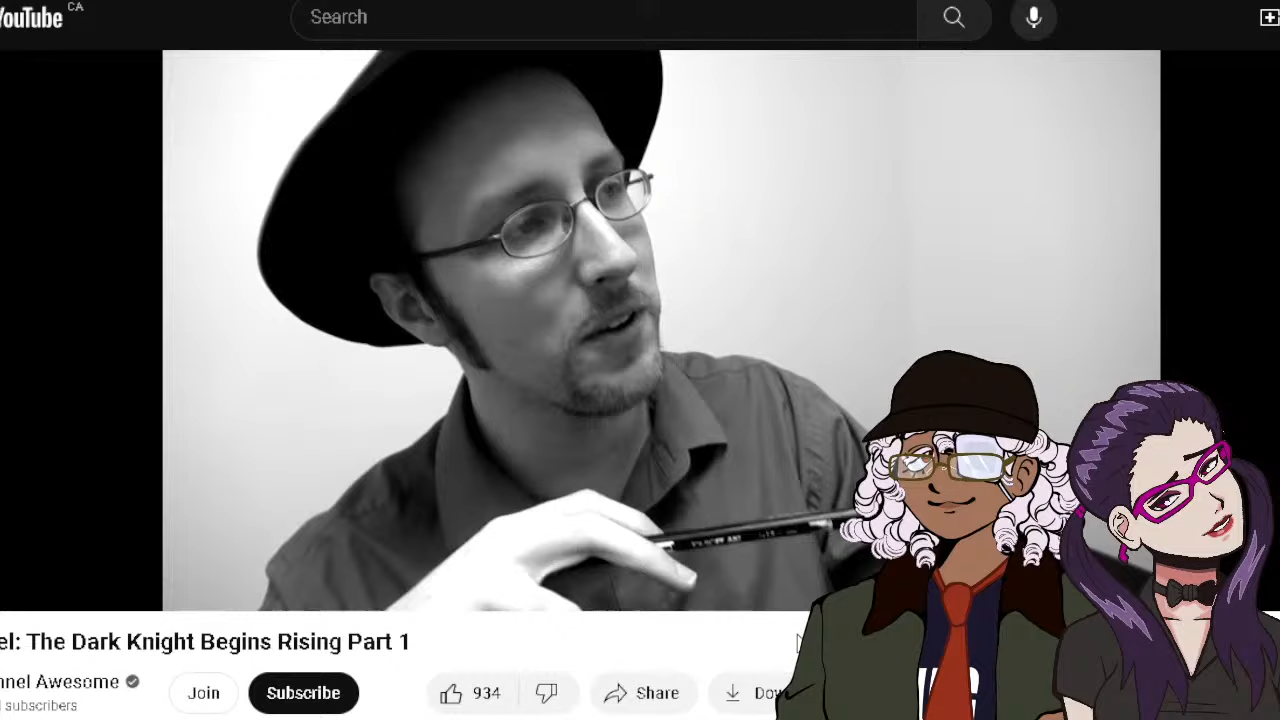 YouTube CA
Search
el: The Dark Knight Begins Rising Part 1
nnel Awesome
subscribers
Join
Subscribe
934
Share
Dow